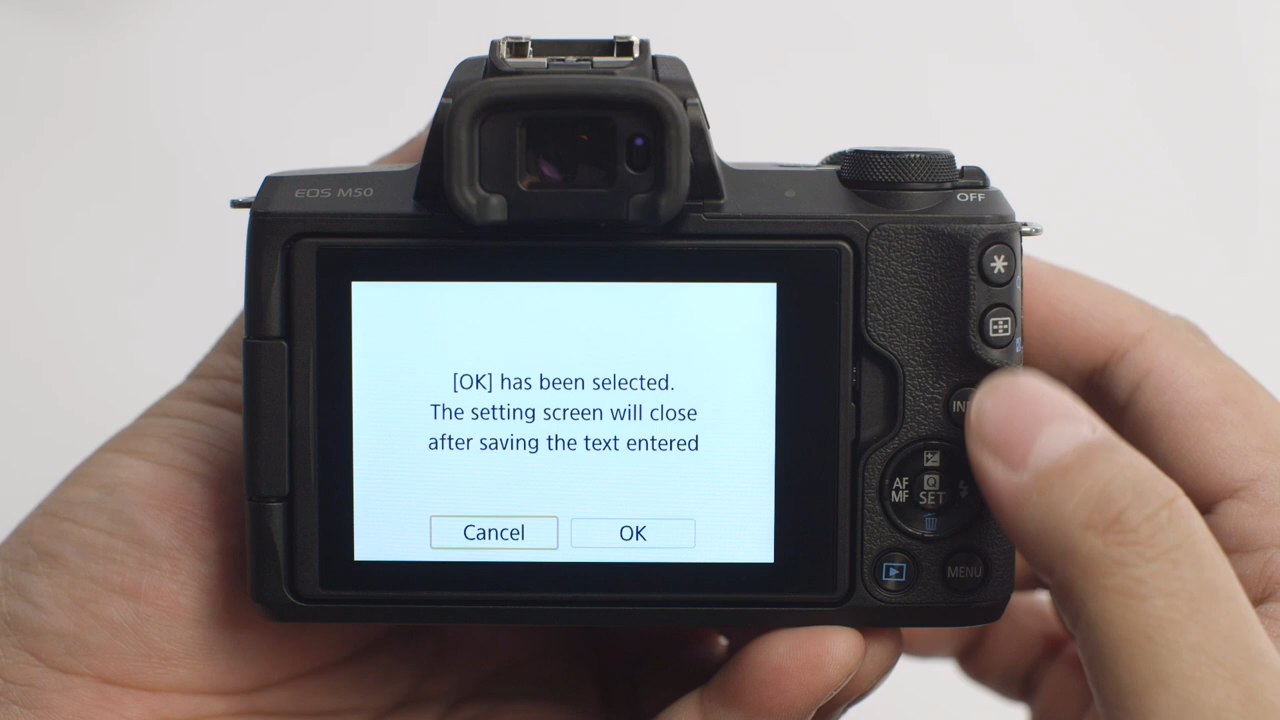 EOS M50
OFF
[OK] has been selected.
The setting screen will close
after saving the text entered
Cancel
OK
AF
MF
Q
SET
MENU